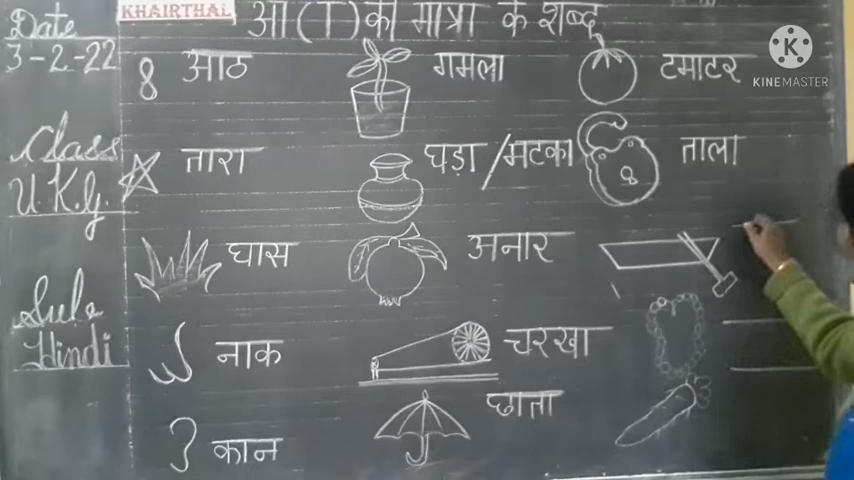 KHAIRTHAL
आ (ा) की मात्रा के शब्द
Date
3-2-22
Class
U.K.G.
Sub.
Hindi
8 आठ
गमला
टमाटर
तारा
घड़ा / मटका
ताला
घास
अनार
नाक
चरखा
कान
छाता
KINEMASTER